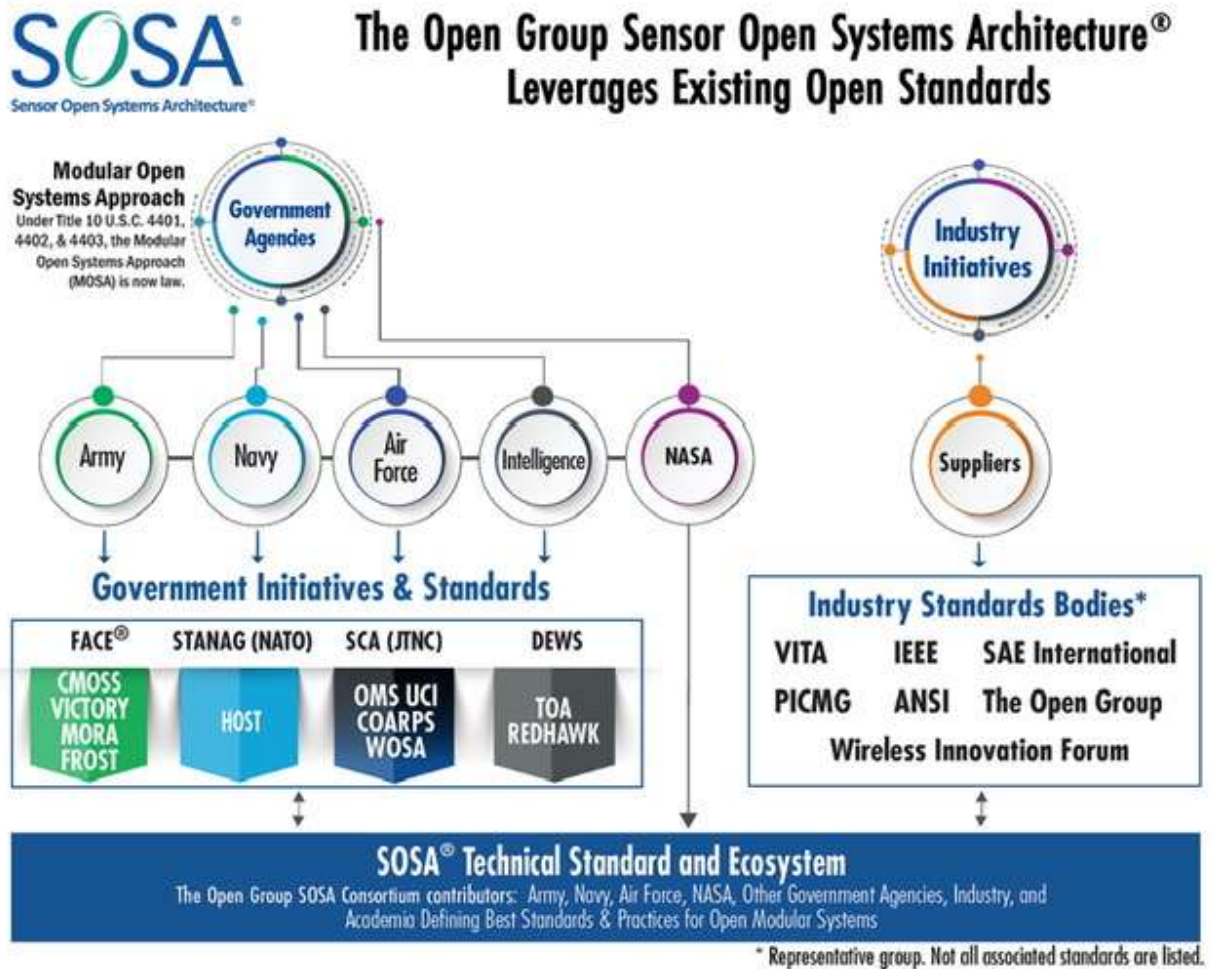 SOSA®
Sensor Open Systems Architecture®
The Open Group Sensor Open Systems Architecture®
Leverages Existing Open Standards
Modular Open
Systems Approach
Under Title 10 U.S.C. 4401,
4402, & 4403, the Modular
Open Systems Approach
(MOSA) is now law.
Government
Agencies
Industry
Initiatives
Army
Navy
Air
Force
Intelligence
NASA
Suppliers
Government Initiatives & Standards
FACE®
STANAG (NATO)
SCA (JTNC)
DEWS
CMOSS
VICTORY
MORA
FROST
HOST
OMS UCI
COARPS
WOSA
TOA
REDHAWK
Industry Standards Bodies*
VITA IEEE SAE International
PICMG ANSI The Open Group
Wireless Innovation Forum
SOSA® Technical Standard and Ecosystem
The Open Group SOSA Consortium contributors: Army, Navy, Air Force, NASA, Other Government Agencies, Industry, and
Academia Defining Best Standards & Practices for Open Modular Systems
* Representative group. Not all associated standards are listed.